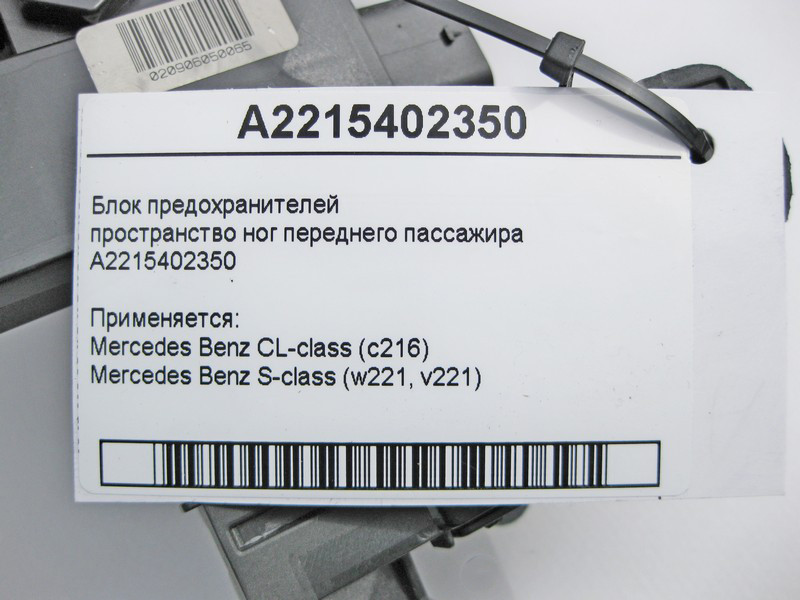 020906050065
A2215402350
Блок предохранителей
пространство ног переднего пассажира
A2215402350
Применяется:
Mercedes Benz CL-class (c216)
Mercedes Benz S-class (w221, v221)